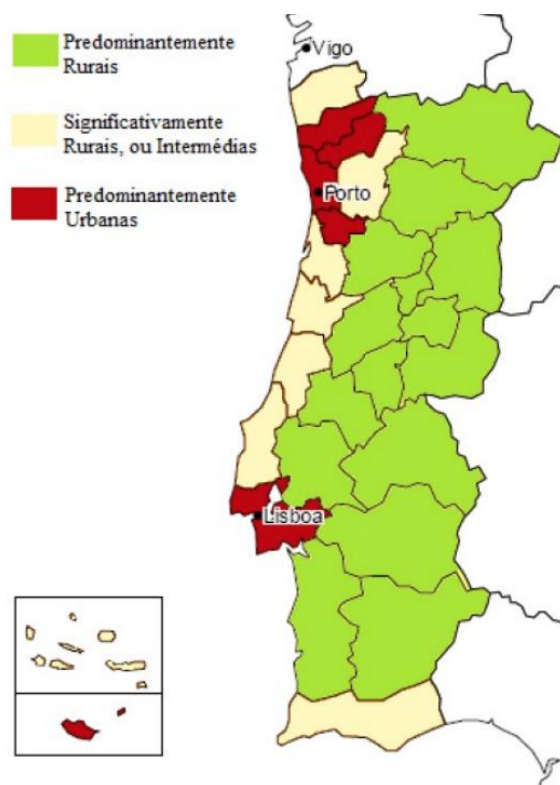 Predominantemente
Rurais
Significativamente
Rurais, ou Intermédias
Predominantemente
Urbanas
Vigo
Porto
Lisboa